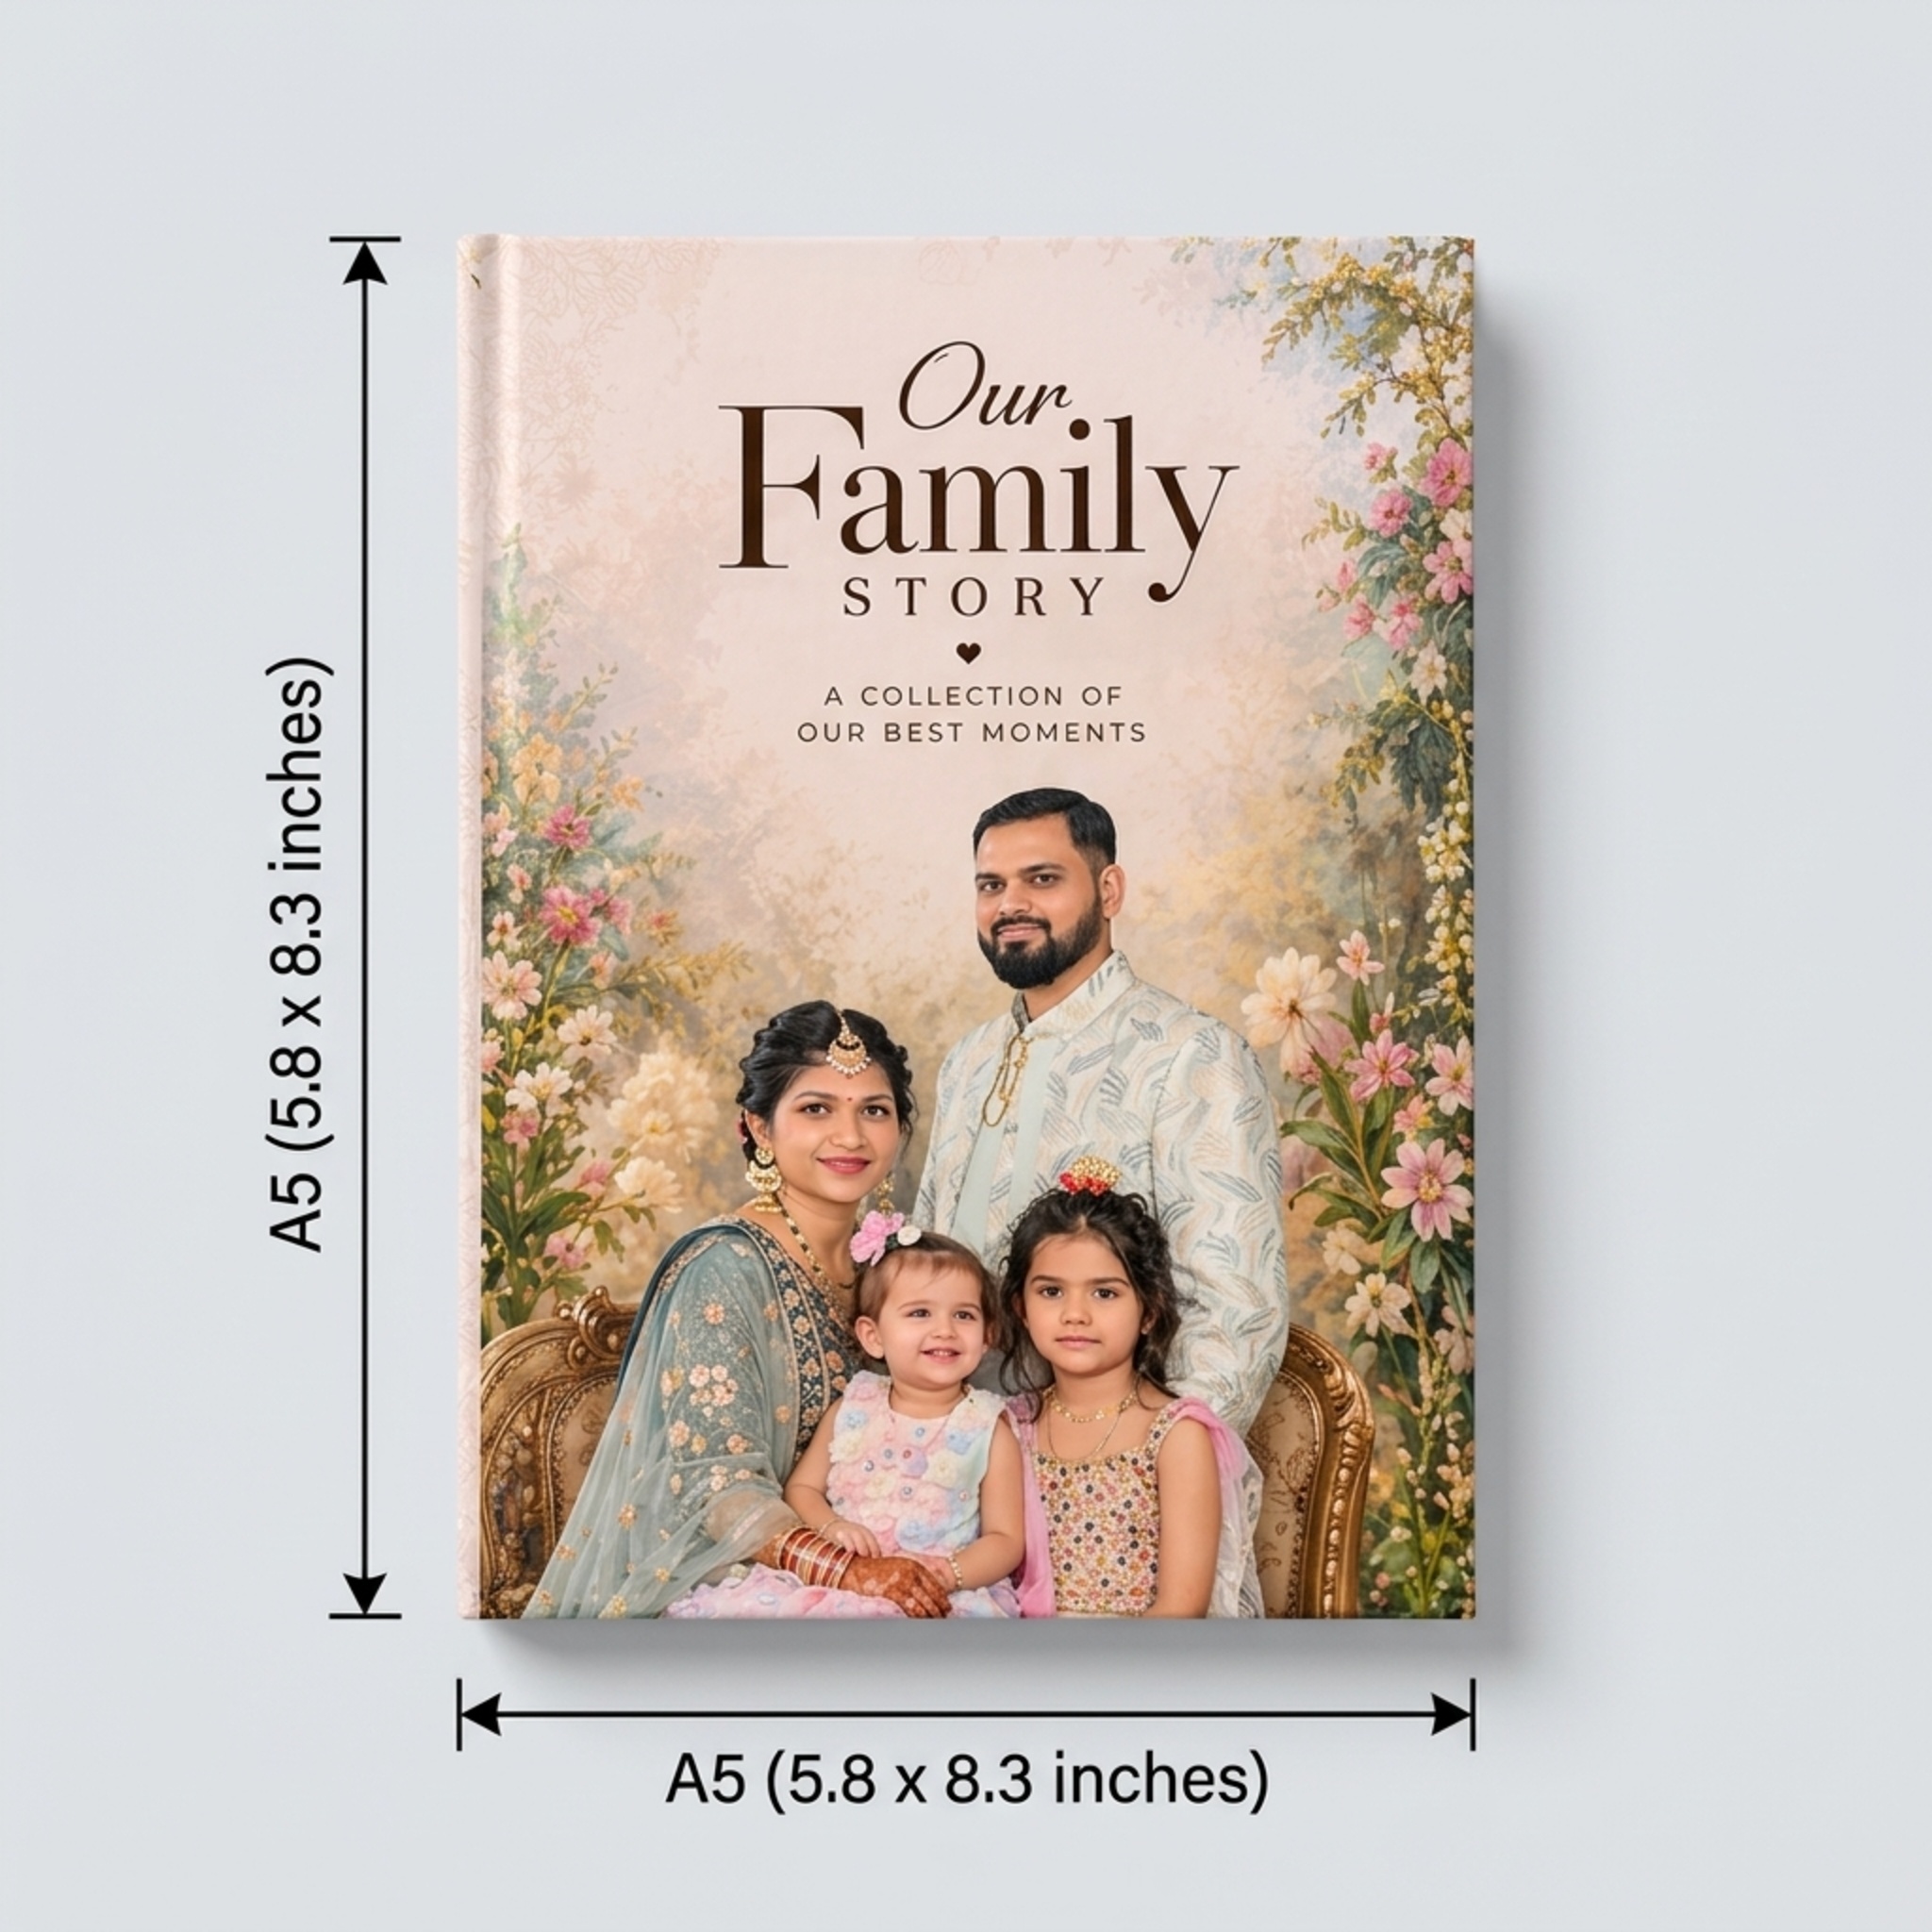 Our
Family
STORY
A COLLECTION OF
OUR BEST MOMENTS
A5 (5.8 x 8.3 inches)
A5 (5.8 x 8.3 inches)